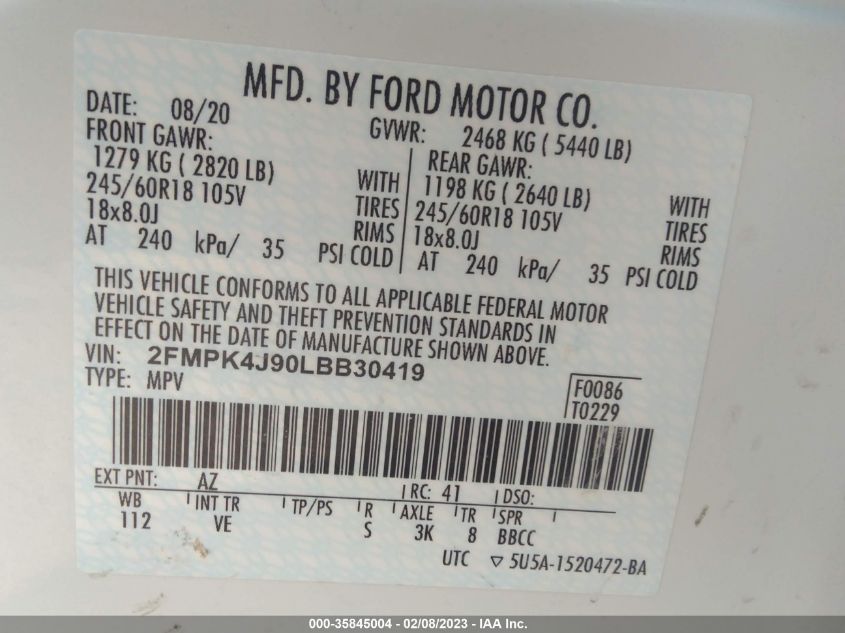 MFD. BY FORD MOTOR CO.
DATE: 08/20 GVWR: 2468 KG ( 5440 LB)
FRONT GAWR: REAR GAWR:
1279 KG ( 2820 LB) WITH 1198 KG ( 2640 LB) WITH
245/60R18 105V TIRES 245/60R18 105V TIRES
18x8.0J RIMS 18x8.0J RIMS
AT 240 kPa/ 35 PSI COLD AT 240 kPa/ 35 PSI COLD
THIS VEHICLE CONFORMS TO ALL APPLICABLE FEDERAL MOTOR
VEHICLE SAFETY AND THEFT PREVENTION STANDARDS IN
EFFECT ON THE DATE OF MANUFACTURE SHOWN ABOVE.
VIN: 2FMPK4J90LBB30419
TYPE: MPV F0086
T0229
EXT PNT: AZ RC: 41 DSO:
WB INT TR TP/PS R AXLE TR SPR
112 VE S 3K 8 BBCC
UTC ▽ 5U5A-1520472-BA
000-35845004 - 02/08/2023 - IAA Inc.